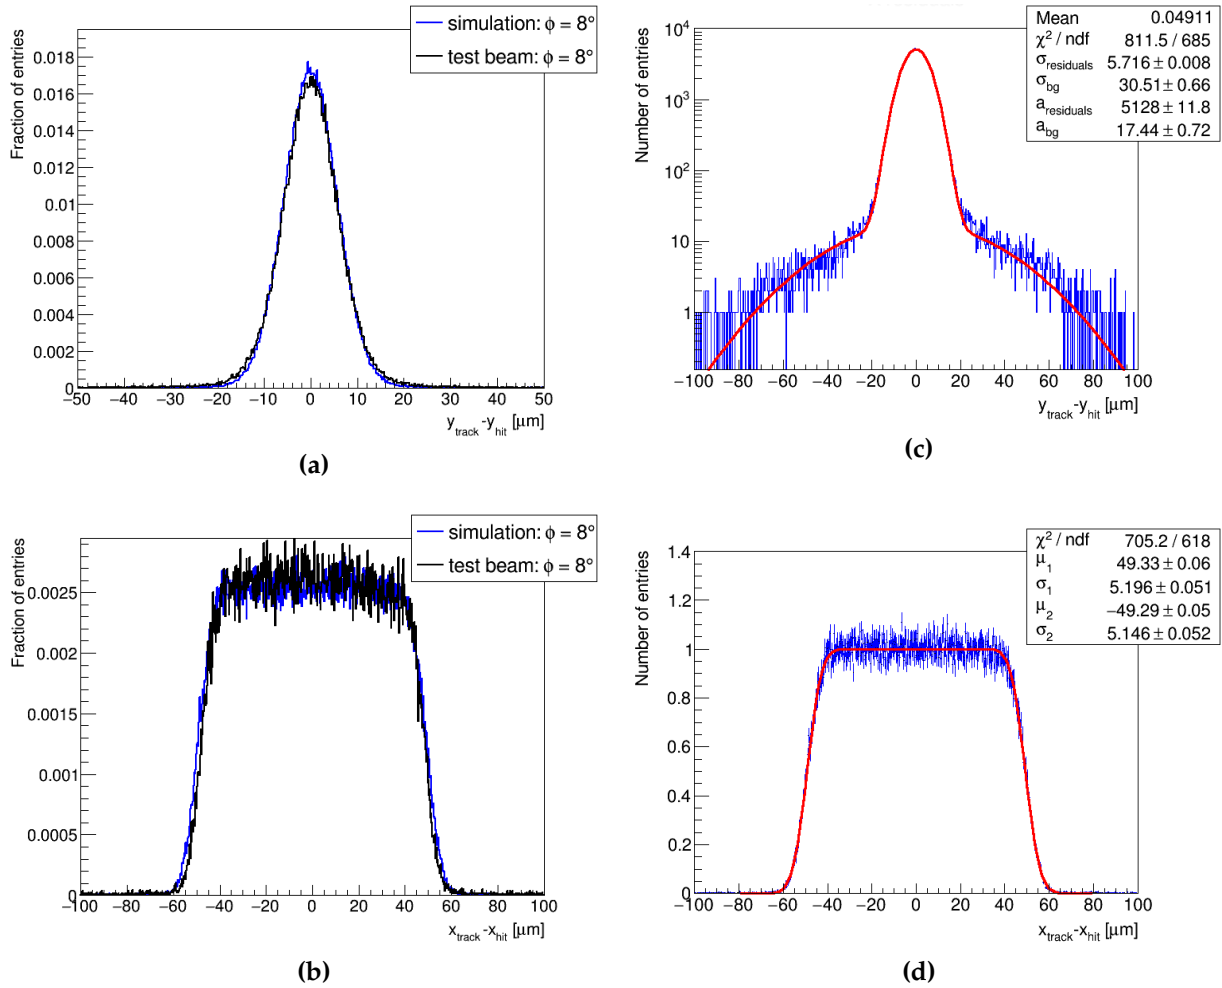 simulation: ϕ = 8°
test beam: ϕ = 8°
Fraction of entries
0.018
0.016
0.014
0.012
0.01
0.008
0.006
0.004
0.002
0
−50 −40 −30 −20 −10 0 10 20 30 40 50
y_track-y_hit [μm]
(a)
Mean 0.04911
χ² / ndf 811.5 / 685
σ_residuals 5.716 ± 0.008
σ_bg 30.51 ± 0.66
a_residuals 5128 ± 11.8
a_bg 17.44 ± 0.72
Number of entries
10⁴
10³
10²
10
1
−100 −80 −60 −40 −20 0 20 40 60 80 100
y_track-y_hit [μm]
(c)
simulation: ϕ = 8°
test beam: ϕ = 8°
Fraction of entries
0.0025
0.002
0.0015
0.001
0.0005
0
−100 −80 −60 −40 −20 0 20 40 60 80 100
x_track-x_hit [μm]
(b)
χ² / ndf 705.2 / 618
μ_1 49.33 ± 0.06
σ_1 5.196 ± 0.051
μ_2 −49.29 ± 0.05
σ_2 5.146 ± 0.052
Number of entries
1.4
1.2
1
0.8
0.6
0.4
0.2
0
−100 −80 −60 −40 −20 0 20 40 60 80 100
x_track-x_hit [μm]
(d)